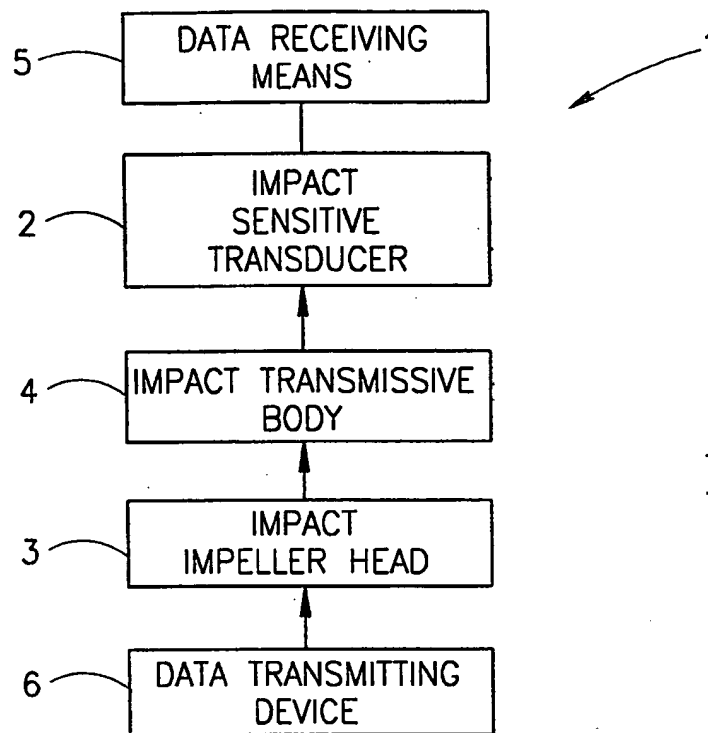 5
DATA RECEIVING
MEANS
2
IMPACT
SENSITIVE
TRANSDUCER
4
IMPACT TRANSMISSIVE
BODY
3
IMPACT
IMPELLER HEAD
6
DATA TRANSMITTING
DEVICE